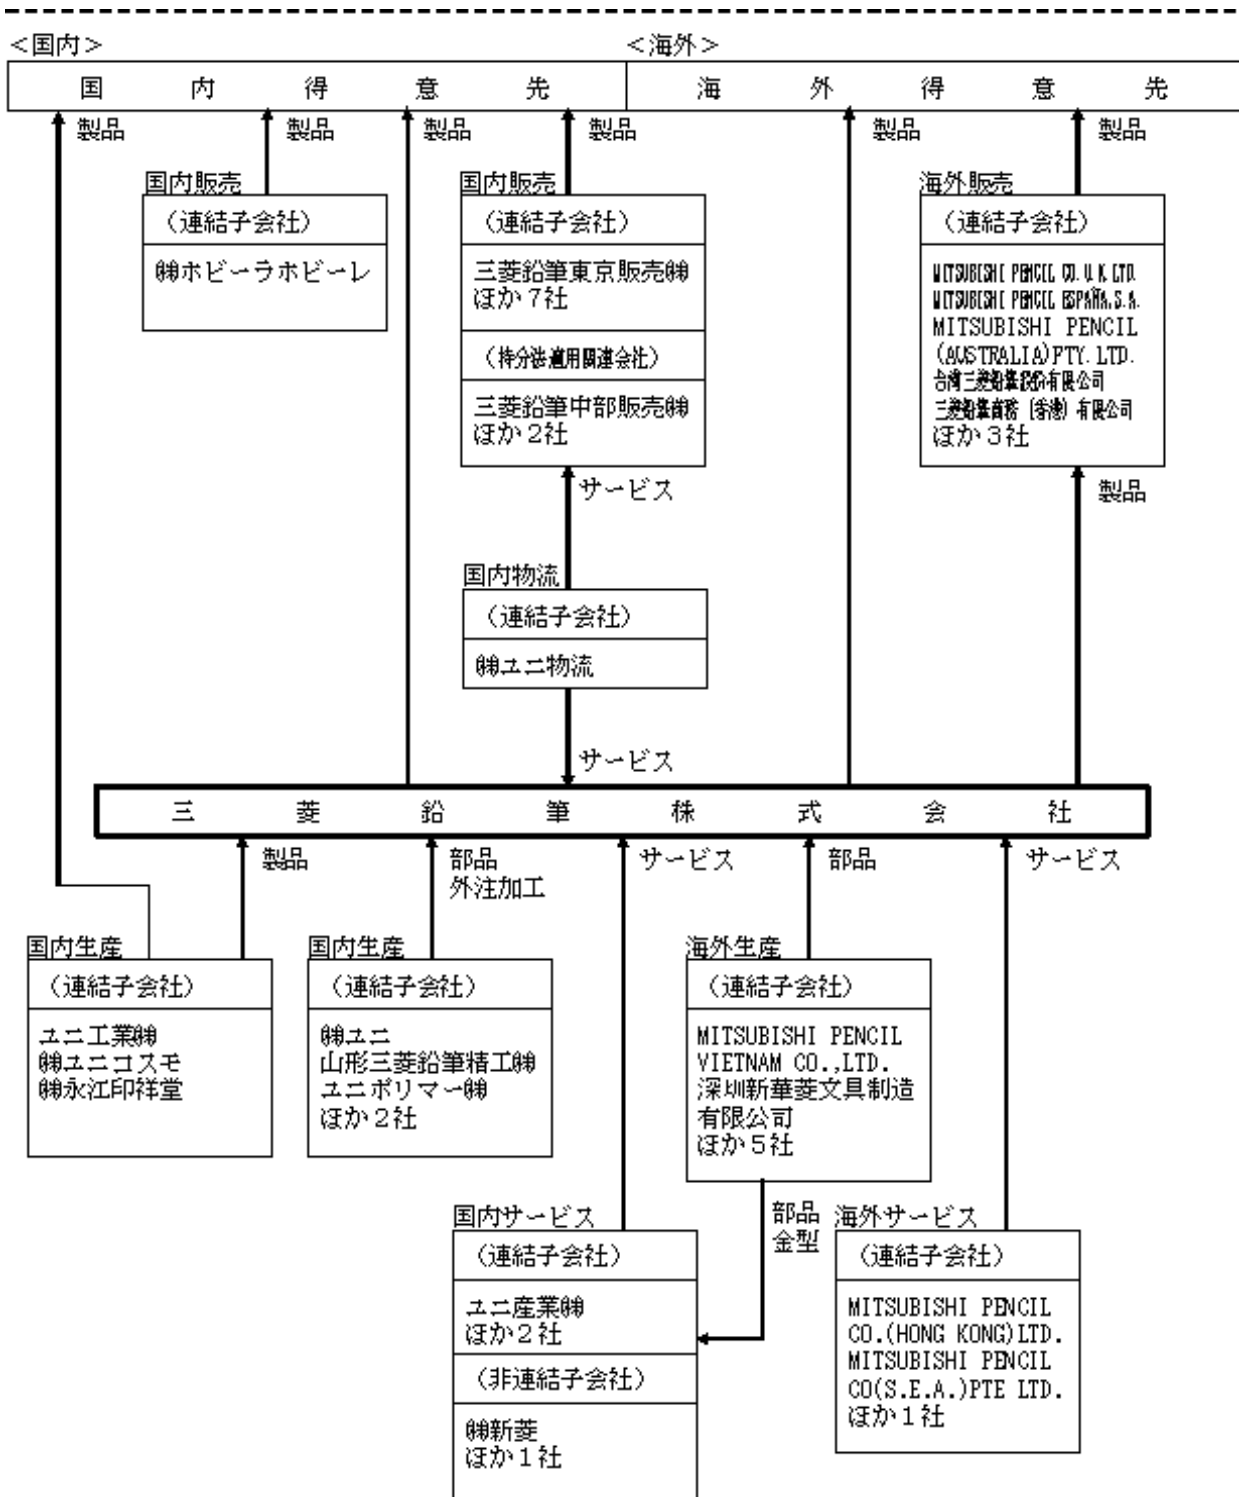 ＜国内＞
＜海外＞
国内得意先
海外得意先
製品
製品
製品
製品
製品
製品
国内販売
（連結子会社）
㈱ホビーラホビーレ
国内販売
（連結子会社）
三菱鉛筆東京販売㈱
ほか７社
（持分法適用関連会社）
三菱鉛筆中部販売㈱
ほか２社
海外販売
（連結子会社）
MITSUBISHI PENCIL CO. U.K LTD.
MITSUBISHI PENCIL ESPAÑA.S.A.
MITSUBISHI PENCIL
(AUSTRALIA)PTY.LTD.
台湾三菱鉛筆股份有限公司
三菱鉛筆商務（香港）有限公司
ほか３社
サービス
製品
国内物流
（連結子会社）
㈱ユニ物流
サービス
三菱鉛筆株式会社
製品
部品
外注加工
サービス
部品
サービス
国内生産
（連結子会社）
ユニ工業㈱
㈱ユニコスモ
㈱永江印祥堂
国内生産
（連結子会社）
㈱ユニ
山形三菱鉛筆精工㈱
ユニポリマー㈱
ほか２社
海外生産
（連結子会社）
MITSUBISHI PENCIL
VIETNAM CO.,LTD.
深圳新華菱文具制造
有限公司
ほか５社
部品
金型
国内サービス
（連結子会社）
ユニ産業㈱
ほか２社
（非連結子会社）
㈱新菱
ほか１社
海外サービス
（連結子会社）
MITSUBISHI PENCIL
CO.(HONG KONG)LTD.
MITSUBISHI PENCIL
CO(S.E.A.)PTE LTD.
ほか１社